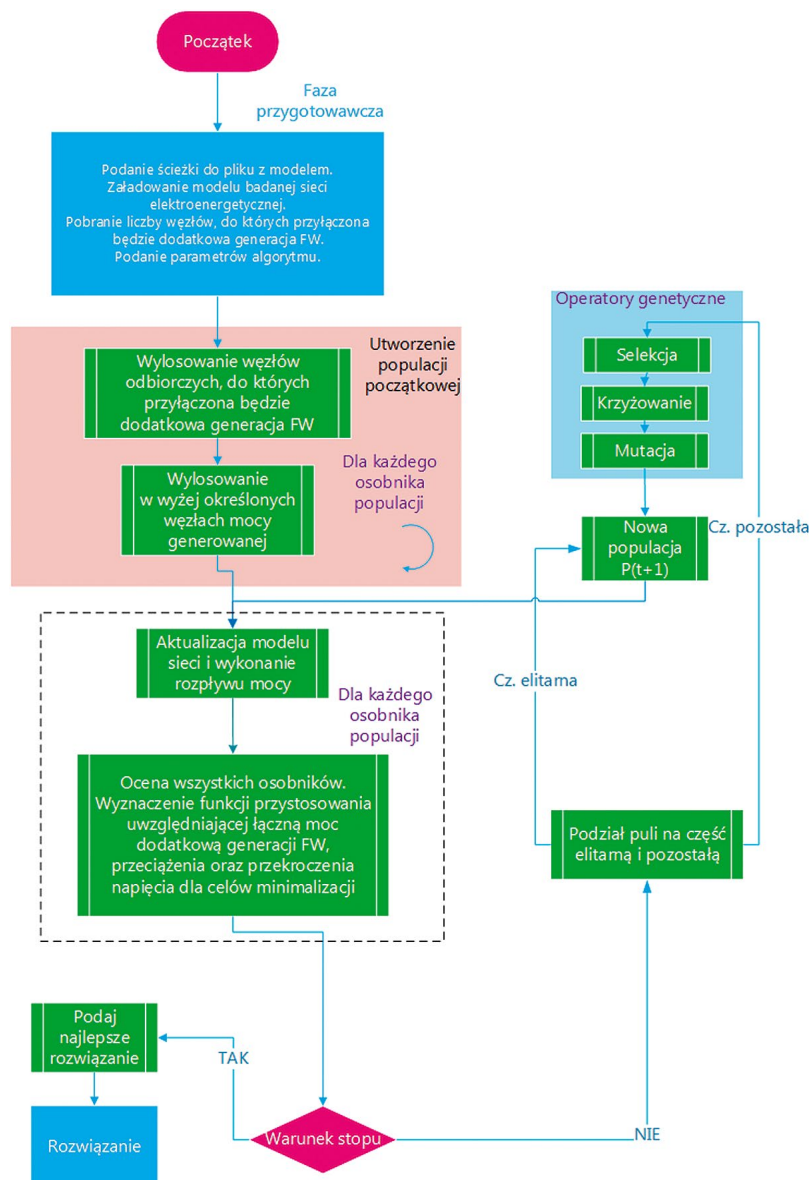 Początek
Faza
przygotowawcza
Podanie ścieżki do pliku z modelem.
Załadowanie modelu badanej sieci
elektroenergetycznej.
Pobranie liczby węzłów, do których przyłączona
będzie dodatkowa generacja FW.
Podanie parametrów algorytmu.
Utworzenie
populacji
początkowej
Wylosowanie węzłów
odbiorczych, do których
przyłączona będzie
dodatkowa generacja FW
Dla każdego
osobnika
populacji
Wylosowanie
w wyżej określonych
węzłach mocy
generowanej
Operatory genetyczne
Selekcja
Krzyżowanie
Mutacja
Nowa
populacja
P(t+1)
Cz. pozostała
Cz. elitarna
Aktualizacja modelu
sieci i wykonanie
rozpływu mocy
Dla każdego
osobnika
populacji
Ocena wszystkich osobników.
Wyznaczenie funkcji przystosowania
uwzględniającej łączną moc
dodatkową generacji FW,
przeciążenia oraz przekroczenia
napięcia dla celów minimalizacji
Podział puli na część
elitarną i pozostałą
Podaj
najlepsze
rozwiązanie
TAK
Warunek stopu
NIE
Rozwiązanie